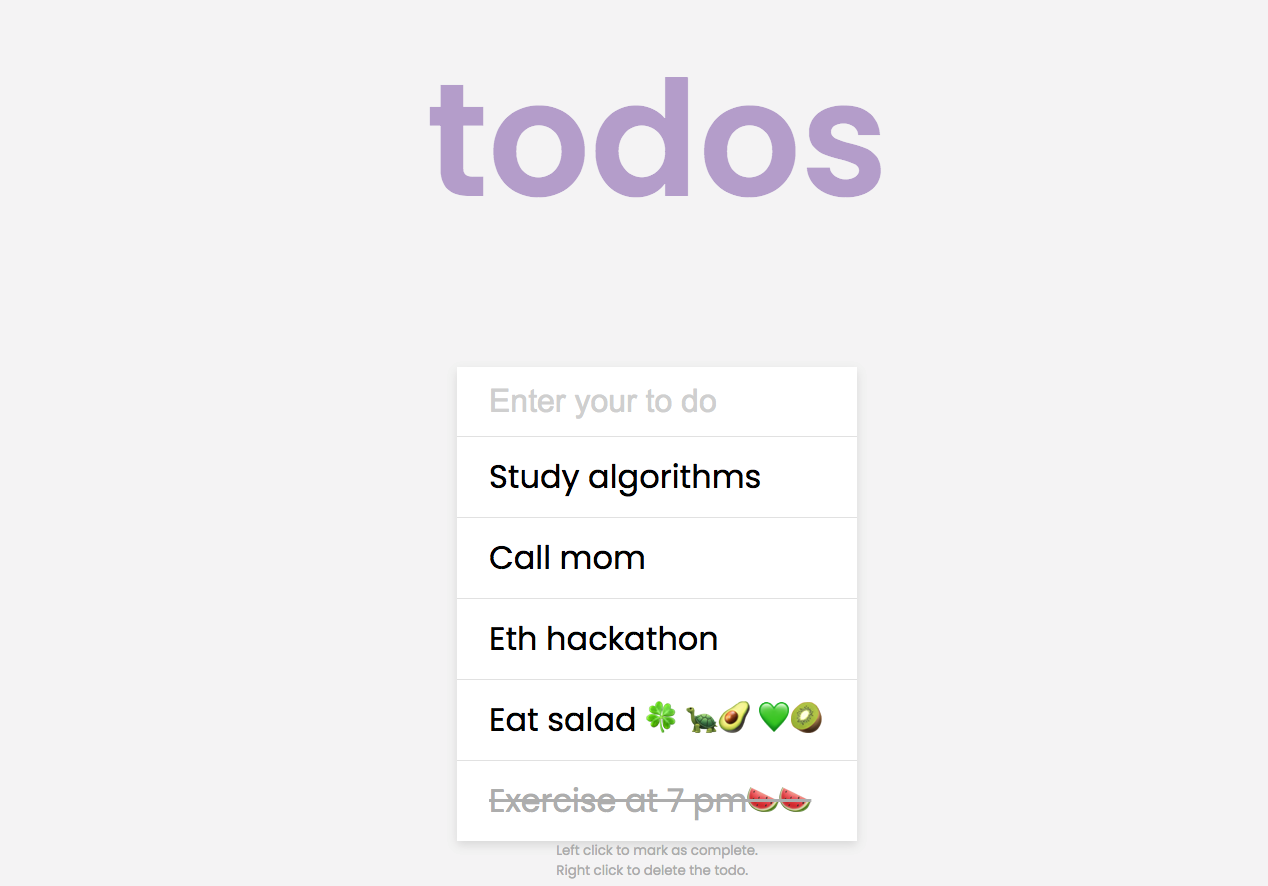 todos
Enter your to do
Study algorithms
Call mom
Eth hackathon
Eat salad 🍀 🐢🥑 💚🥝
Exercise at 7 pm🍉🍉
Left click to mark as complete.
Right click to delete the todo.